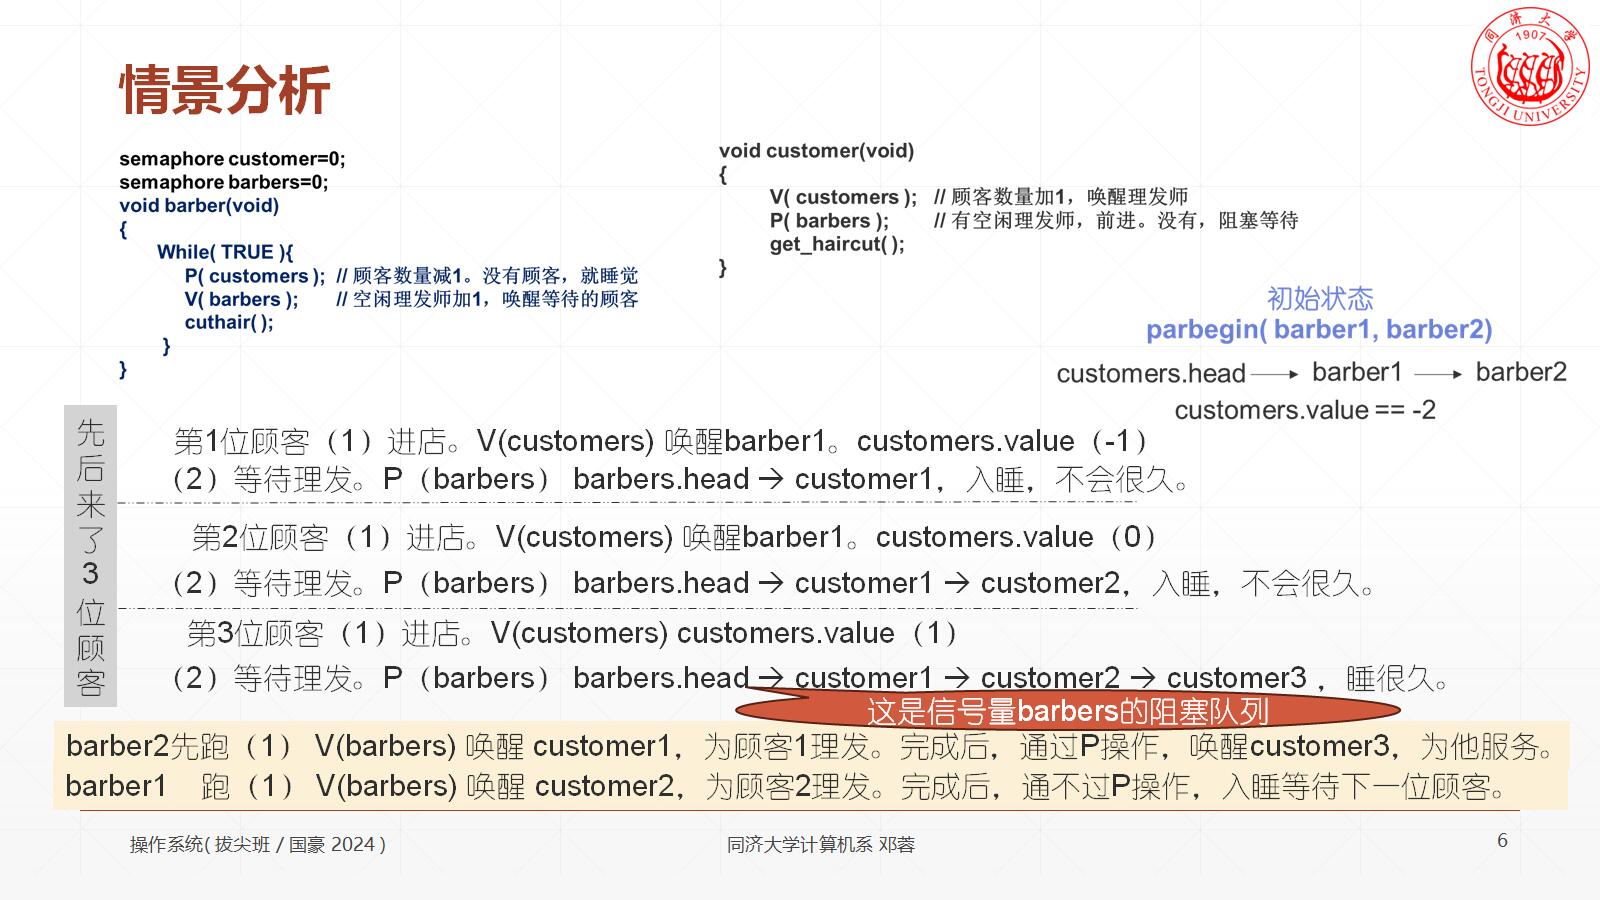 情景分析
同济大学
1907
TONGJI UNIVERSITY
semaphore customer=0;
semaphore barbers=0;
void barber(void)
{
While( TRUE ){
P( customers ); // 顾客数量减1。没有顾客，就睡觉
V( barbers ); // 空闲理发师加1，唤醒等待的顾客
cuthair( );
}
}
void customer(void)
{
V( customers ); // 顾客数量加1，唤醒理发师
P( barbers ); // 有空闲理发师，前进。没有，阻塞等待
get_haircut( );
}
初始状态
parbegin( barber1, barber2)
customers.head → barber1 → barber2
customers.value == -2
先后来了3位顾客
第1位顾客（1）进店。V(customers) 唤醒barber1。customers.value（-1）
（2）等待理发。P（barbers） barbers.head → customer1，入睡，不会很久。
第2位顾客（1）进店。V(customers) 唤醒barber1。customers.value（0）
（2）等待理发。P（barbers） barbers.head → customer1 → customer2，入睡，不会很久。
第3位顾客（1）进店。V(customers) customers.value（1）
（2）等待理发。P（barbers） barbers.head → customer1 → customer2 → customer3 ，睡很久。
这是信号量barbers的阻塞队列
barber2先跑（1） V(barbers) 唤醒 customer1，为顾客1理发。完成后，通过P操作，唤醒customer3，为他服务。
barber1 跑（1） V(barbers) 唤醒 customer2，为顾客2理发。完成后，通不过P操作，入睡等待下一位顾客。
操作系统( 拔尖班 / 国豪 2024 )
同济大学计算机系 邓蓉
6